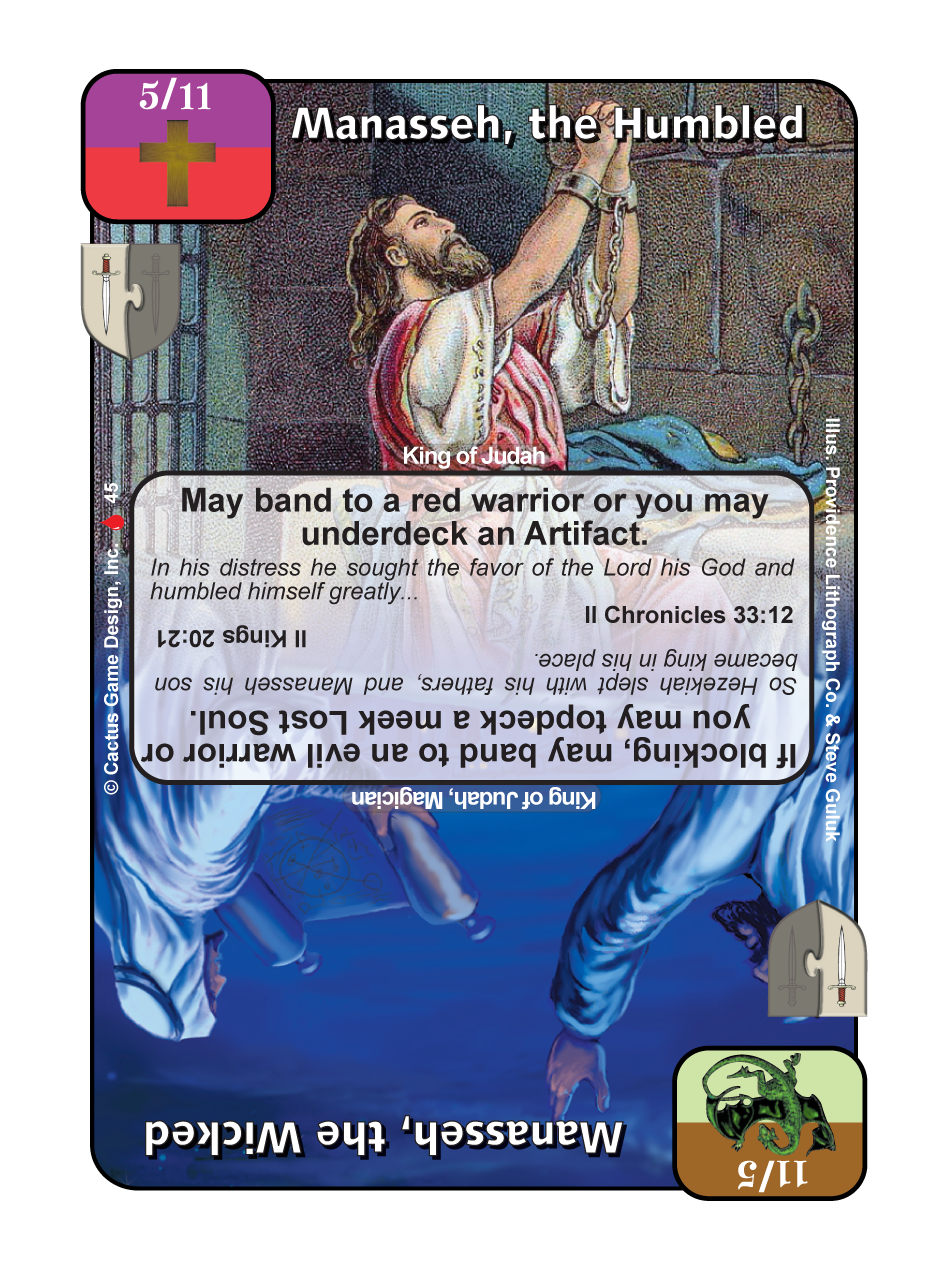 5/11
Manasseh, the Humbled
King of Judah
May band to a red warrior or you may
underdeck an Artifact.
In his distress he sought the favor of the Lord his God and
humbled himself greatly...
II Chronicles 33:12
© Cactus Game Design, Inc. 45
Illus. Providence Lithograph Co. & Steve Guluk
11/5
Manasseh, the Wicked
King of Judah, Magician
If blocking, may band to an evil warrior or
you may topdeck a meek Lost Soul.
So Hezekiah slept with his fathers, and Manasseh his son
became king in his place.
II Kings 20:21